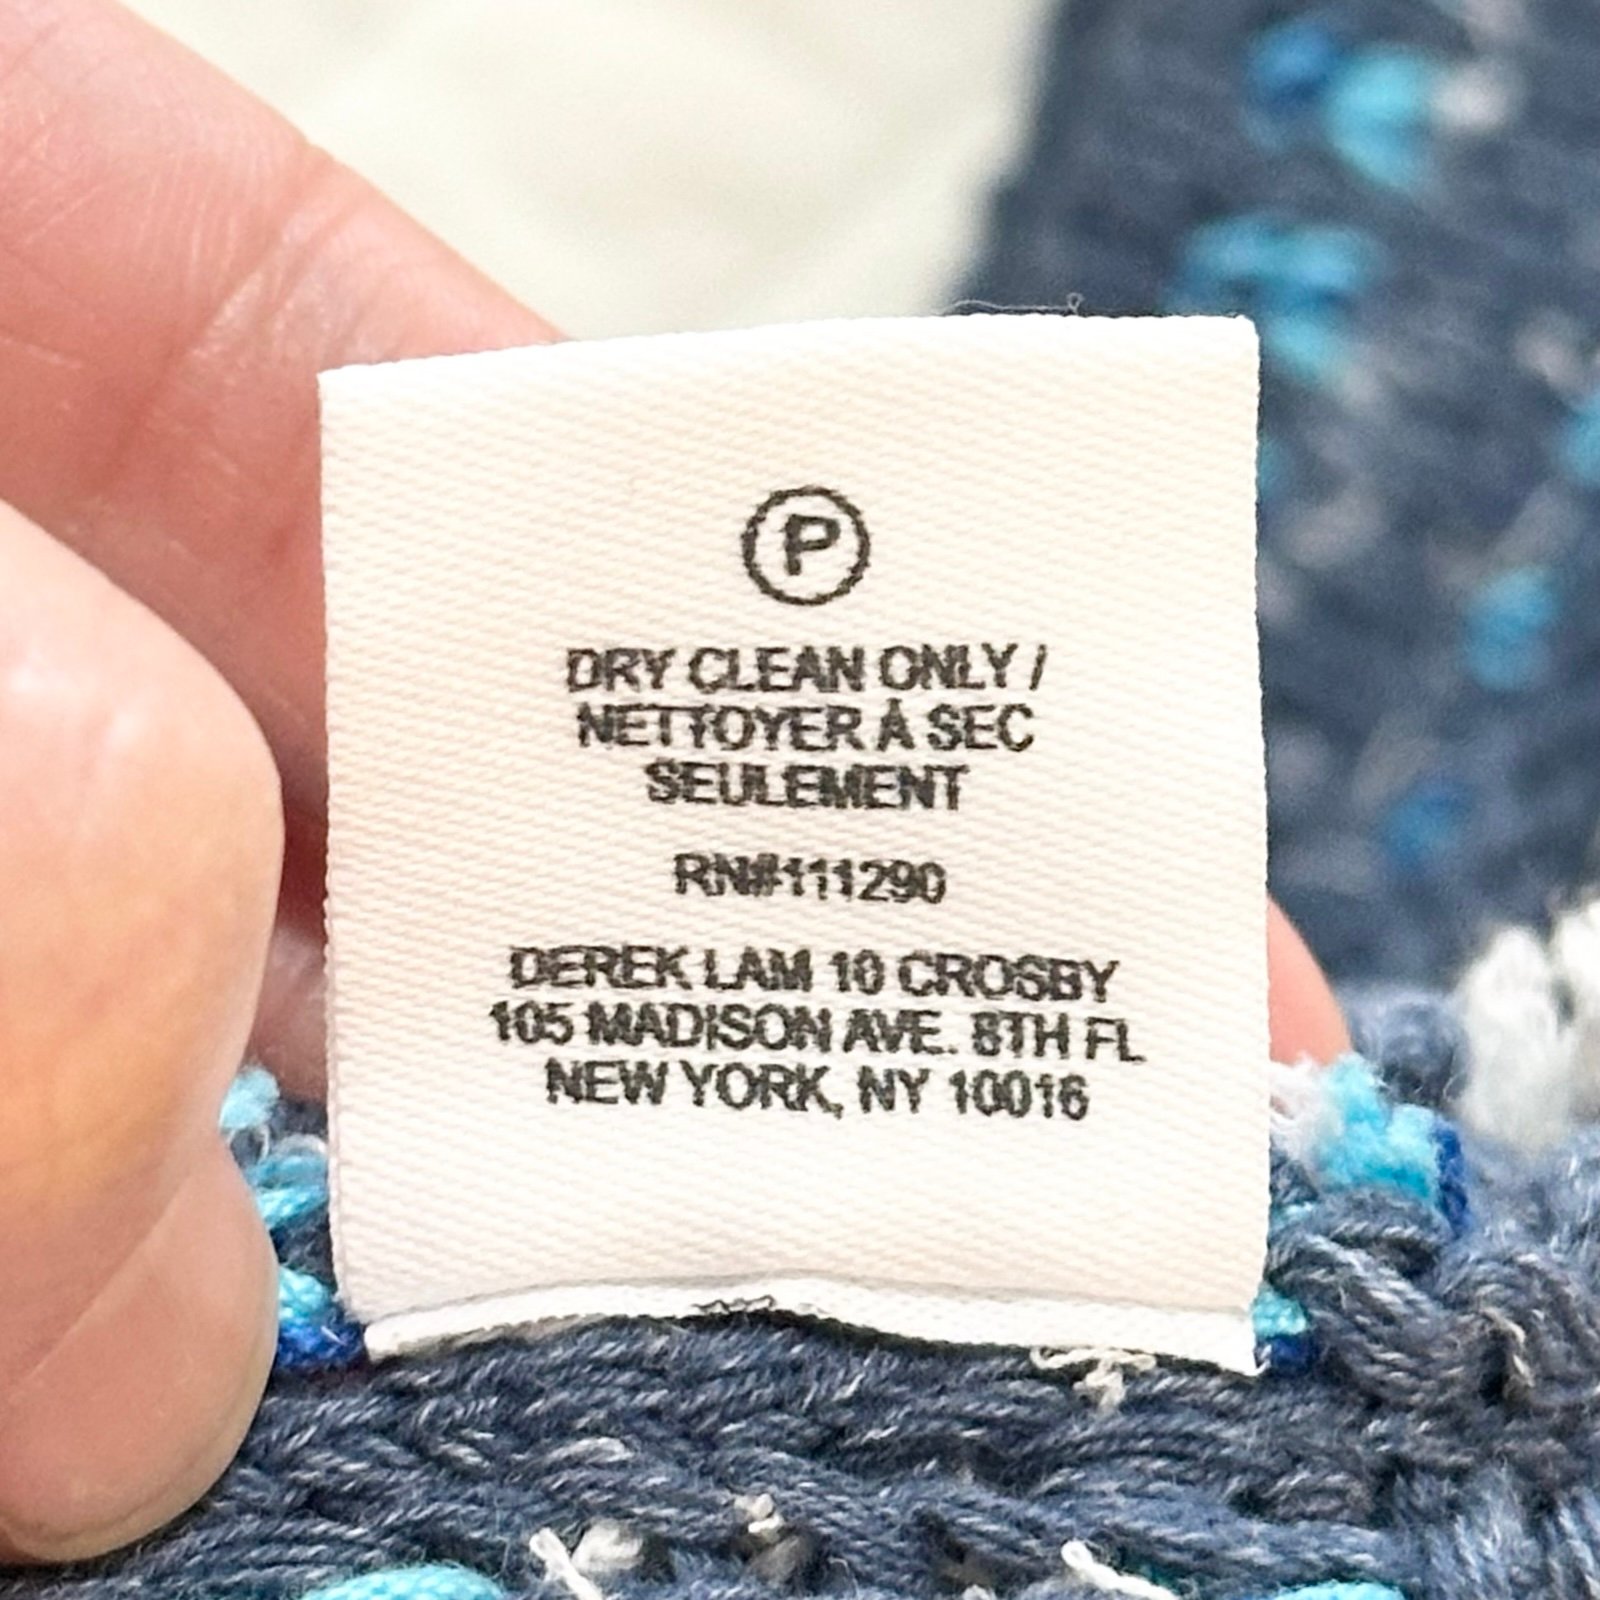 P
DRY CLEAN ONLY /
NETTOYER À SEC
SEULEMENT
RN#111290
DEREK LAM 10 CROSBY
105 MADISON AVE. 8TH FL
NEW YORK, NY 10016